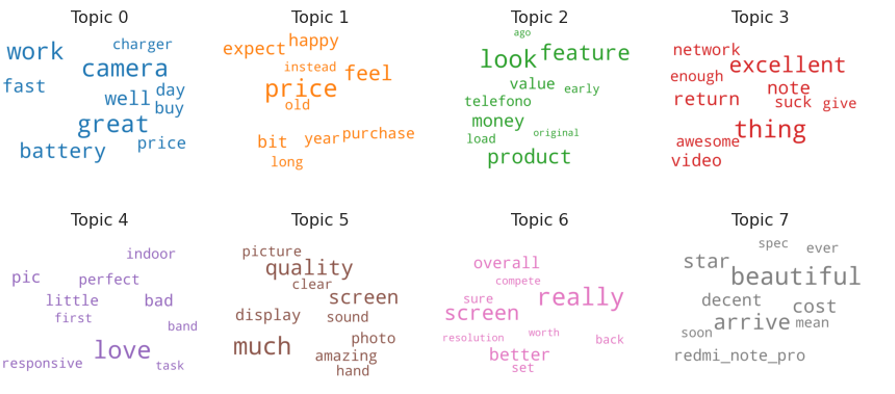 Topic 0
work charger
camera
fast
well day
buy
great
battery price
Topic 1
expect happy
instead feel
price
old
bit year purchase
long
Topic 2
ago
look feature
value early
telefono
money
original
load
product
Topic 3
network
excellent
enough
note
return suck give
thing
awesome
video
Topic 4
indoor
pic perfect
little bad
first
band
love
responsive task
Topic 5
picture
quality
clear
screen
display sound
photo
much
amazing
hand
Topic 6
overall
compete
sure really
screen
resolution worth back
better
set
Topic 7
spec ever
star
beautiful
decent cost
arrive mean
soon
redmi_note_pro